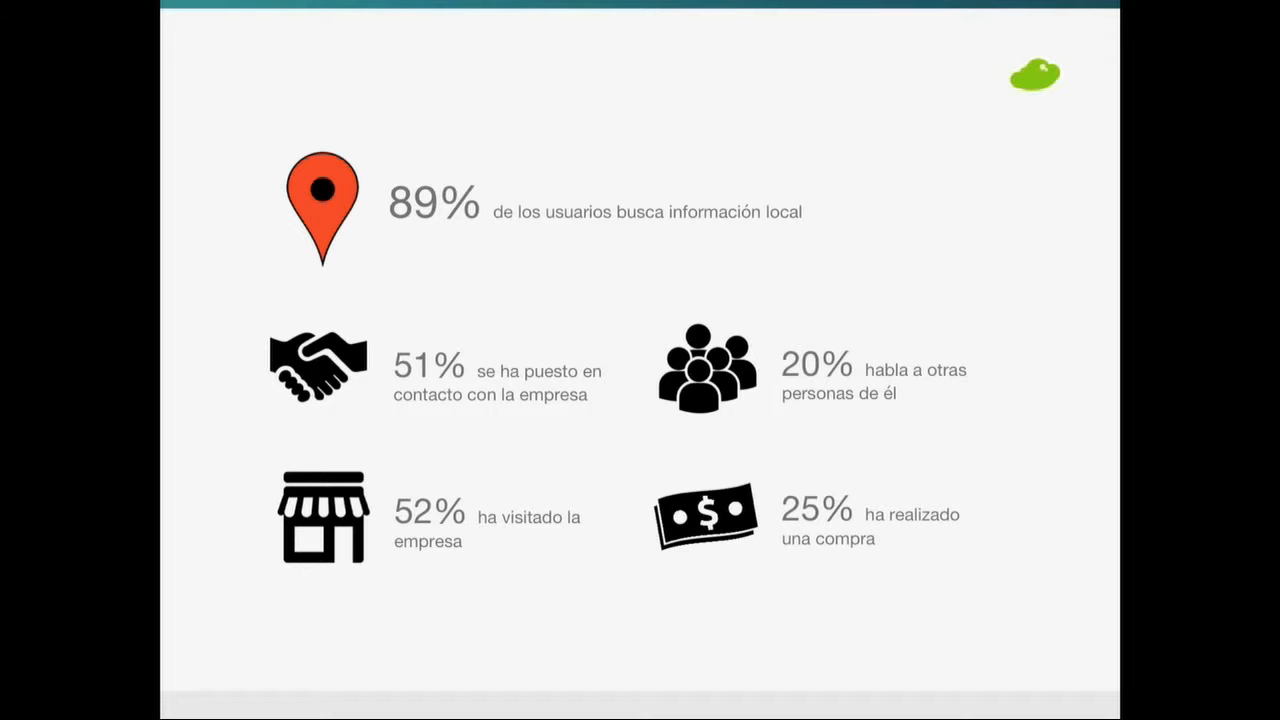 89% de los usuarios busca información local
51% se ha puesto en
contacto con la empresa
20% habla a otras
personas de él
52% ha visitado la
empresa
25% ha realizado
una compra